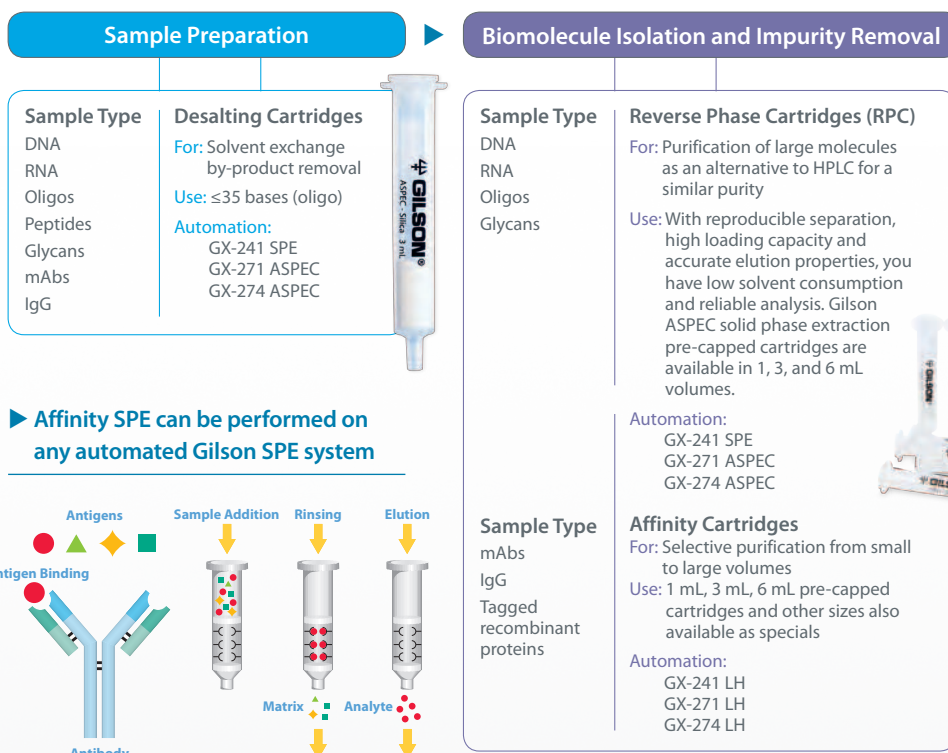 Sample Preparation
Sample Type
DNA
RNA
Oligos
Peptides
Glycans
mAbs
IgG
Desalting Cartridges
For: Solvent exchange
by-product removal
Use: ≤35 bases (oligo)
Automation:
GX-241 SPE
GX-271 ASPEC
GX-274 ASPEC
GILSON®
ASPEC - Silica 3 mL
Affinity SPE can be performed on
any automated Gilson SPE system
Antigens
ntigen Binding
Antibody
Sample Addition
Rinsing
Elution
Matrix
Analyte
Biomolecule Isolation and Impurity Removal
Sample Type
DNA
RNA
Oligos
Glycans
Reverse Phase Cartridges (RPC)
For: Purification of large molecules
as an alternative to HPLC for a
similar purity
Use: With reproducible separation,
high loading capacity and
accurate elution properties, you
have low solvent consumption
and reliable analysis. Gilson
ASPEC solid phase extraction
pre-capped cartridges are
available in 1, 3, and 6 mL
volumes.
Automation:
GX-241 SPE
GX-271 ASPEC
GX-274 ASPEC
GILSON
Sample Type
mAbs
IgG
Tagged
recombinant
proteins
Affinity Cartridges
For: Selective purification from small
to large volumes
Use: 1 mL, 3 mL, 6 mL pre-capped
cartridges and other sizes also
available as specials
Automation:
GX-241 LH
GX-271 LH
GX-274 LH